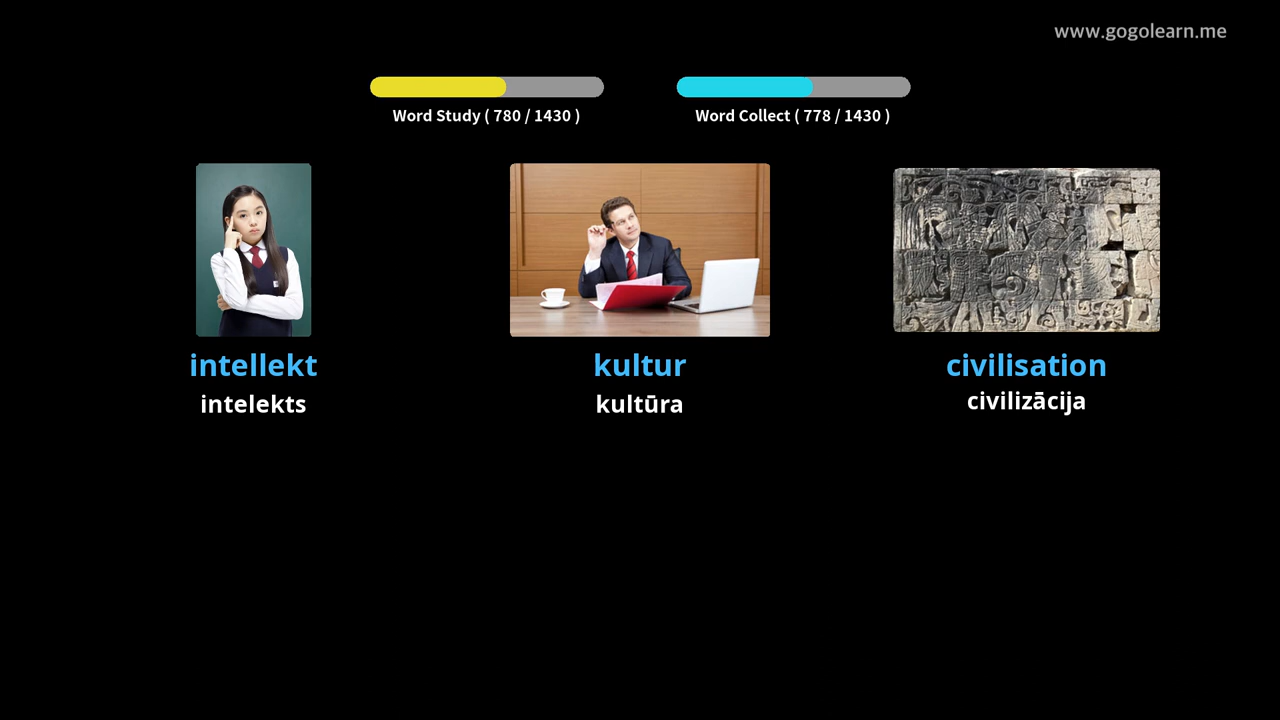 www.gogolearn.me
Word Study ( 780 / 1430 )
Word Collect ( 778 / 1430 )
intellekt
kultur
civilisation
intelekts
kultūra
civilizācija